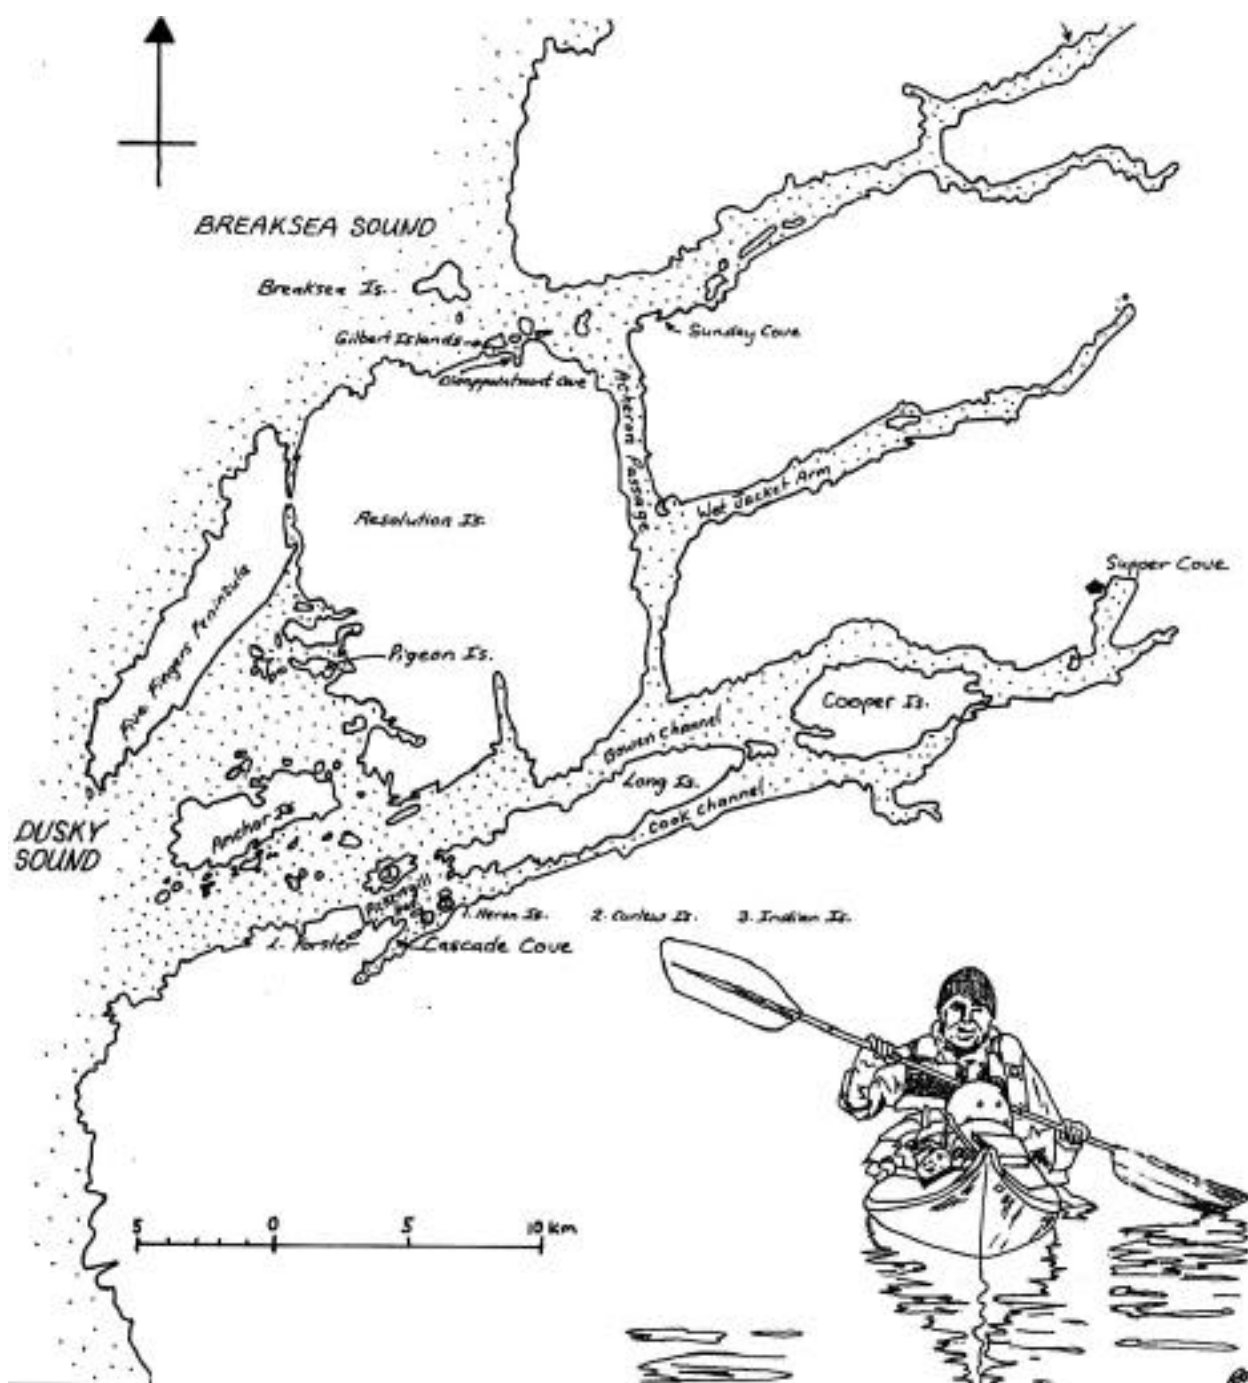 BREAKSEA SOUND
Breaksea Is.
Gilbert Islands
Sunday Cove
Disappointment Cove
Acheron Passage
Wet Jacket Arm
Resolution Is.
Supper Cove
Five Fingers Peninsula
Pigeon Is.
Cooper Is.
Bowen Channel
Long Is.
Cook Channel
Anchor Is
DUSKY
SOUND
1
Pickersgill
1. Heron Is. 2. Curlew Is. 3. Indian Is.
Forster
Cascade Cove
5 0 5 10 km